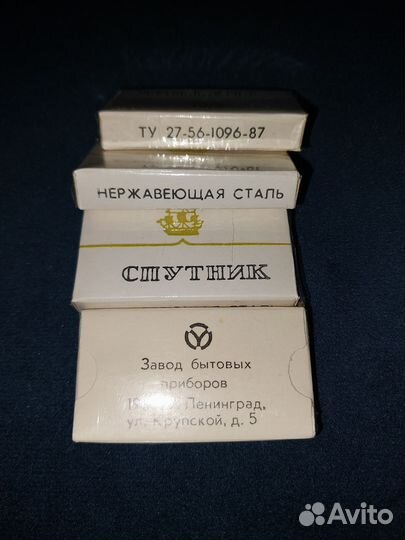 ТУ 27-56-1096-87
НЕРЖАВЕЮЩАЯ СТАЛЬ
СПУТНИК
Завод бытовых
приборов
Ленинград,
ул. Крупской, д. 5
Avito